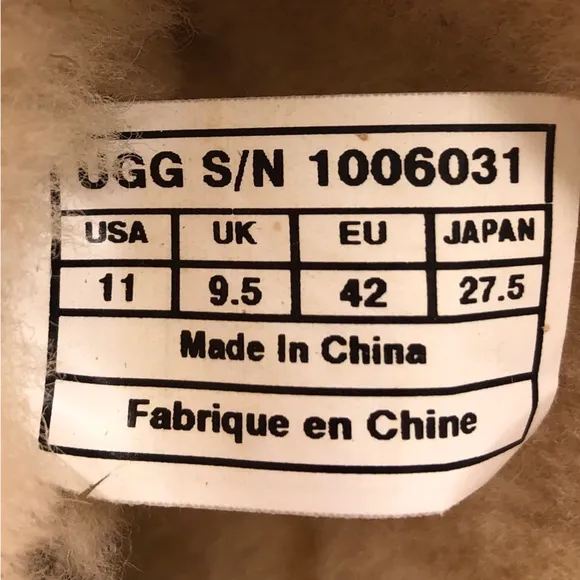 UGG S/N 1006031
USA UK EU JAPAN
11 9.5 42 27.5
Made In China
Fabrique en Chine